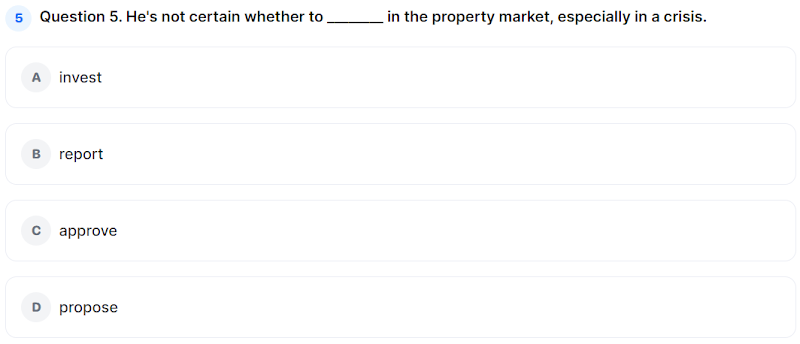 5 Question 5. He's not certain whether to ________ in the property market, especially in a crisis.
A invest
B report
C approve
D propose